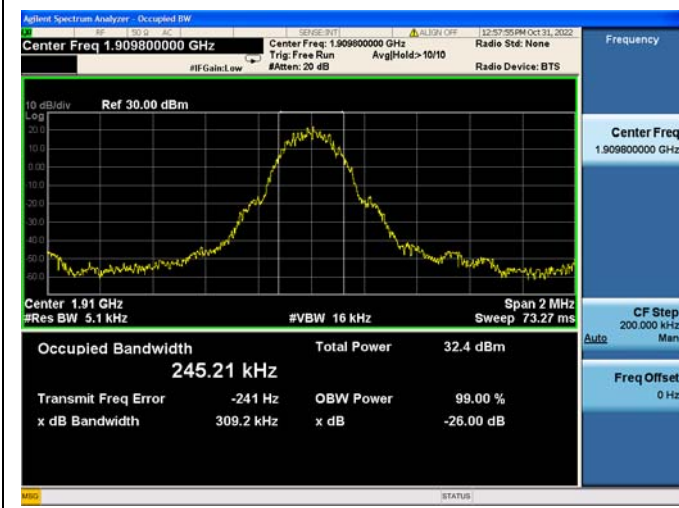 Agilent Spectrum Analyzer - Occupied BW
RF 50 Ω AC SENSE:INT ALIGN OFF 12:57:55 PM Oct 31, 2022
Center Freq 1.909800000 GHz
Center Freq: 1.909800000 GHz
Radio Std: None
Trig: Free Run Avg|Hold:>10/10
#IFGain:Low #Atten: 20 dB Radio Device: BTS
10 dB/div Ref 30.00 dBm
Log
20.0
10.0
0.00
10.0
20.0
30.0
40.0
50.0
60.0
Center 1.91 GHz Span 2 MHz
#Res BW 5.1 kHz #VBW 16 kHz Sweep 73.27 ms
Occupied Bandwidth Total Power 32.4 dBm
245.21 kHz
Transmit Freq Error -241 Hz OBW Power 99.00 %
x dB Bandwidth 309.2 kHz x dB -26.00 dB
MSG STATUS
Frequency
Center Freq
1.909800000 GHz
CF Step
200.000 kHz
Auto Man
Freq Offset
0 Hz